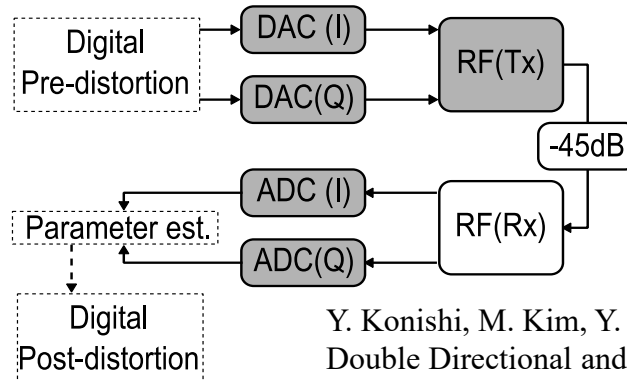 Digital
Pre-distortion
DAC (I)
DAC(Q)
RF(Tx)
-45dB
ADC (I)
ADC(Q)
RF(Rx)
Parameter est.
Digital
Post-distortion
Y. Konishi, M. Kim, Y.
Double Directional and